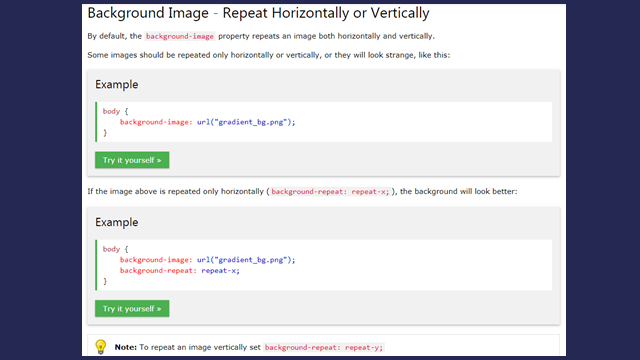 Background Image - Repeat Horizontally or Vertically
By default, the background-image property repeats an image both horizontally and vertically.
Some images should be repeated only horizontally or vertically, or they will look strange, like this:
Example
body {
background-image: url("gradient_bg.png");
}
Try it yourself »
If the image above is repeated only horizontally (background-repeat: repeat-x;), the background will look better:
Example
body {
background-image: url("gradient_bg.png");
background-repeat: repeat-x;
}
Try it yourself »
Note: To repeat an image vertically set background-repeat: repeat-y;